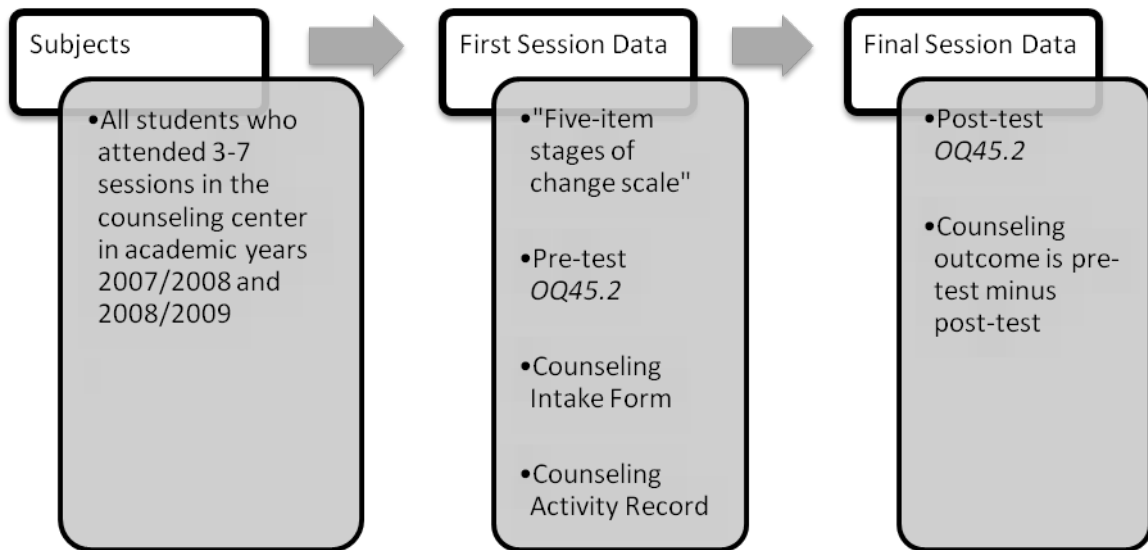 Subjects
•All students who
attended 3-7
sessions in the
counseling center
in academic years
2007/2008 and
2008/2009
First Session Data
•"Five-item
stages of
change scale"
•Pre-test
OQ45.2
•Counseling
Intake Form
•Counseling
Activity Record
Final Session Data
•Post-test
OQ45.2
•Counseling
outcome is pre-
test minus
post-test